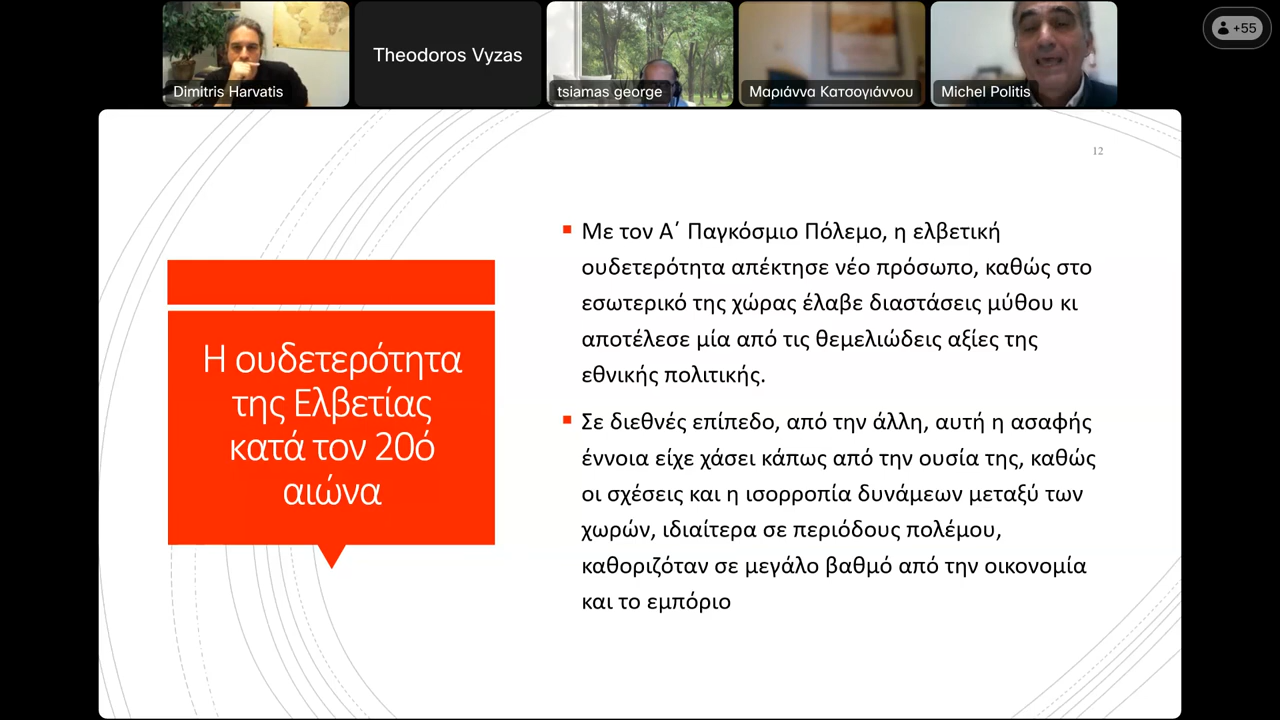 Theodoros Vyzas
+55
Dimitris Harvatis
tsiamas george
Μαριάννα Κατσογιάννου
Michel Politis
12
Η ουδετερότητα
της Ελβετίας
κατά τον 20ό
αιώνα
▪ Με τον Α΄ Παγκόσμιο Πόλεμο, η ελβετική
ουδετερότητα απέκτησε νέο πρόσωπο, καθώς στο
εσωτερικό της χώρας έλαβε διαστάσεις μύθου κι
αποτέλεσε μία από τις θεμελιώδεις αξίες της
εθνικής πολιτικής.
▪ Σε διεθνές επίπεδο, από την άλλη, αυτή η ασαφής
έννοια είχε χάσει κάπως από την ουσία της, καθώς
οι σχέσεις και η ισορροπία δυνάμεων μεταξύ των
χωρών, ιδιαίτερα σε περιόδους πολέμου,
καθοριζόταν σε μεγάλο βαθμό από την οικονομία
και το εμπόριο